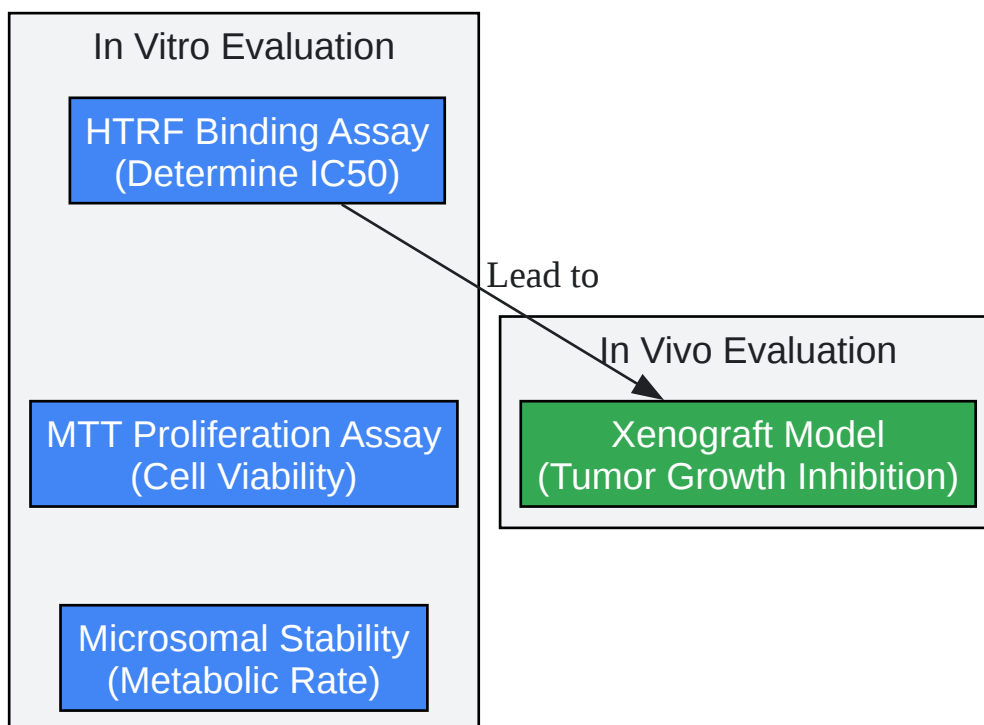 In Vitro Evaluation
HTRF Binding Assay
(Determine IC50)
Lead to
In Vivo Evaluation
MTT Proliferation Assay
(Cell Viability)
Xenograft Model
(Tumor Growth Inhibition)
Microsomal Stability
(Metabolic Rate)